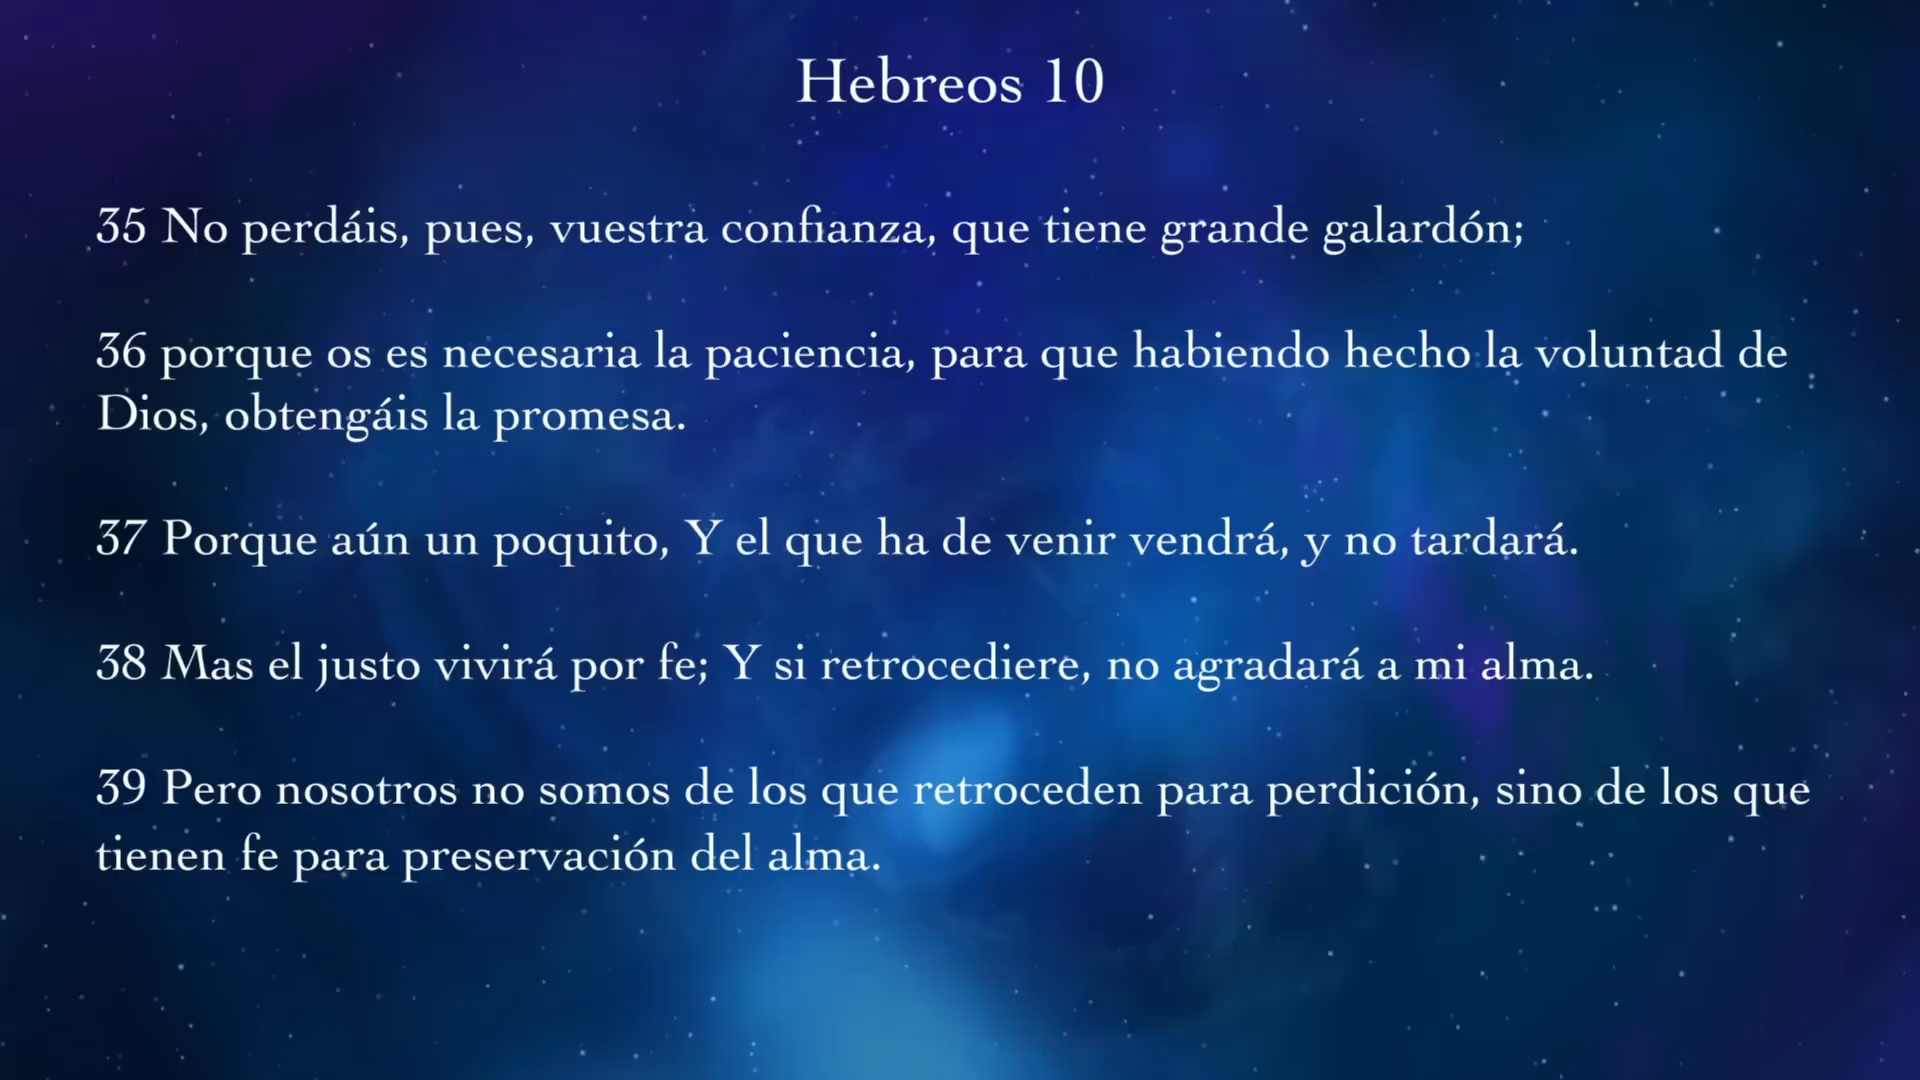 Hebreos 10
35 No perdáis, pues, vuestra confianza, que tiene grande galardón;
36 porque os es necesaria la paciencia, para que habiendo hecho la voluntad de
Dios, obtengáis la promesa.
37 Porque aún un poquito, Y el que ha de venir vendrá, y no tardará.
38 Mas el justo vivirá por fe; Y si retrocediere, no agradará a mi alma.
39 Pero nosotros no somos de los que retroceden para perdición, sino de los que
tienen fe para preservación del alma.